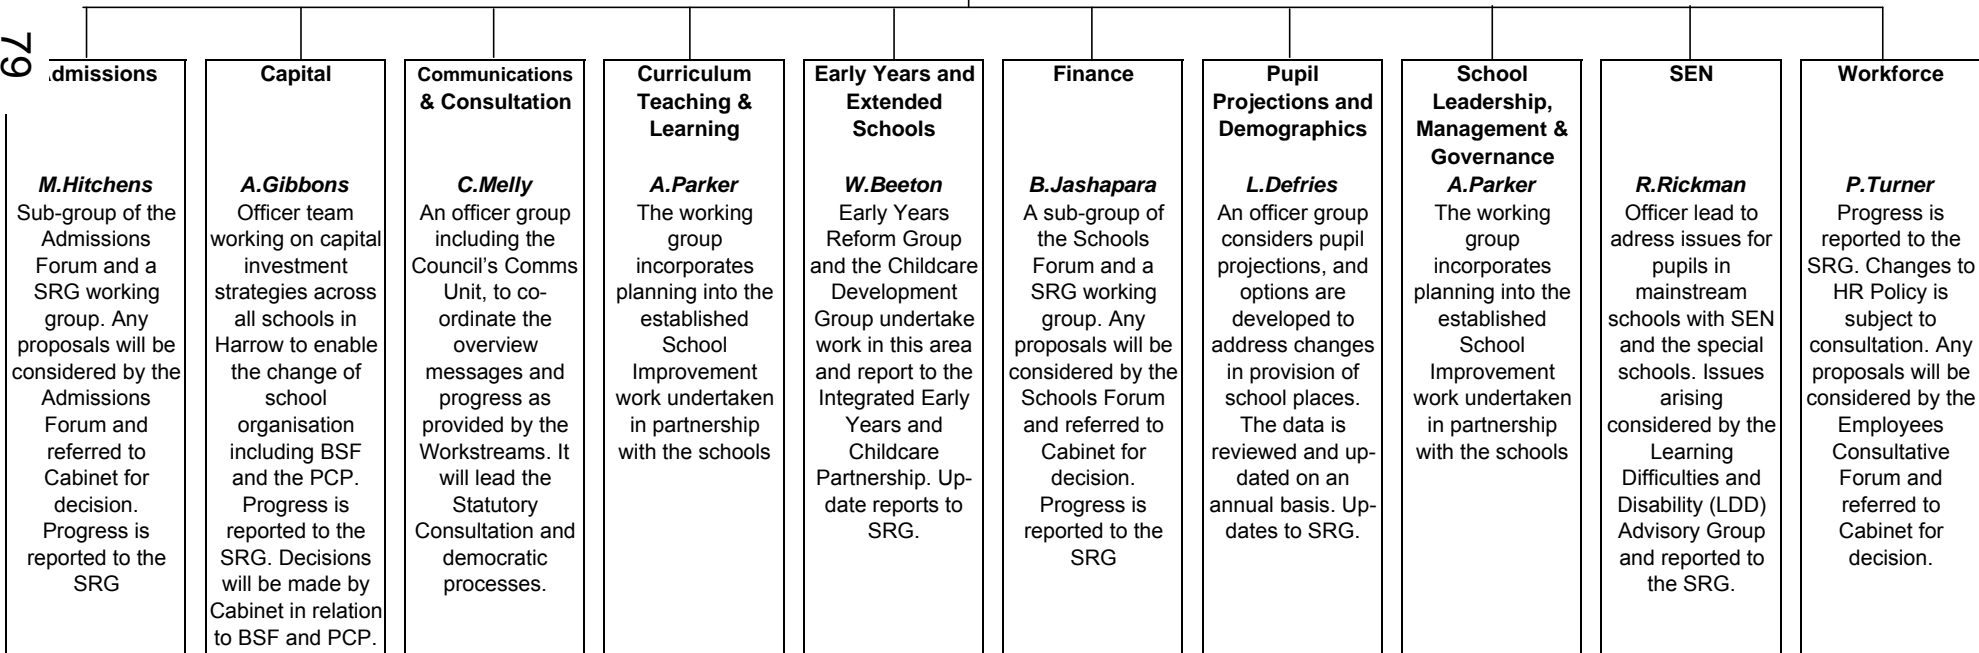 79
dmissions
M.Hitchens
Sub-group of the
Admissions
Forum and a
SRG working
group. Any
proposals will be
considered by the
Admissions
Forum and
referred to
Cabinet for
decision.
Progress is
reported to the
SRG
Capital
A.Gibbons
Officer team
working on capital
investment
strategies across
all schools in
Harrow to enable
the change of
school
organisation
including BSF
and the PCP.
Progress is
reported to the
SRG. Decisions
will be made by
Cabinet in relation
to BSF and PCP.
Communications
& Consultation
C.Melly
An officer group
including the
Council's Comms
Unit, to co-
ordinate the
overview
messages and
progress as
provided by the
Workstreams. It
will lead the
Statutory
Consultation and
democratic
processes.
Curriculum
Teaching &
Learning
A.Parker
The working
group
incorporates
planning into the
established
School
Improvement
work undertaken
in partnership
with the schools
Early Years and
Extended
Schools
W.Beeton
Early Years
Reform Group
and the Childcare
Development
Group undertake
work in this area
and report to the
Integrated Early
Years and
Childcare
Partnership. Up-
date reports to
SRG.
Finance
B.Jashapara
A sub-group of
the Schools
Forum and a
SRG working
group. Any
proposals will be
considered by the
Schools Forum
and referred to
Cabinet for
decision.
Progress is
reported to the
SRG
Pupil
Projections and
Demographics
L.Defries
An officer group
considers pupil
projections, and
options are
developed to
address changes
in provision of
school places.
The data is
reviewed and up-
dated on an
annual basis. Up-
dates to SRG.
School
Leadership,
Management &
Governance
A.Parker
The working
group
incorporates
planning into the
established
School
Improvement
work undertaken
in partnership
with the schools
SEN
R.Rickman
Officer lead to
adress issues for
pupils in
mainstream
schools with SEN
and the special
schools. Issues
arising
considered by the
Learning
Difficulties and
Disability (LDD)
Advisory Group
and reported to
the SRG.
Workforce
P.Turner
Progress is
reported to the
SRG. Changes to
HR Policy is
subject to
consultation. Any
proposals will be
considered by the
Employees
Consultative
Forum and
referred to
Cabinet for
decision.